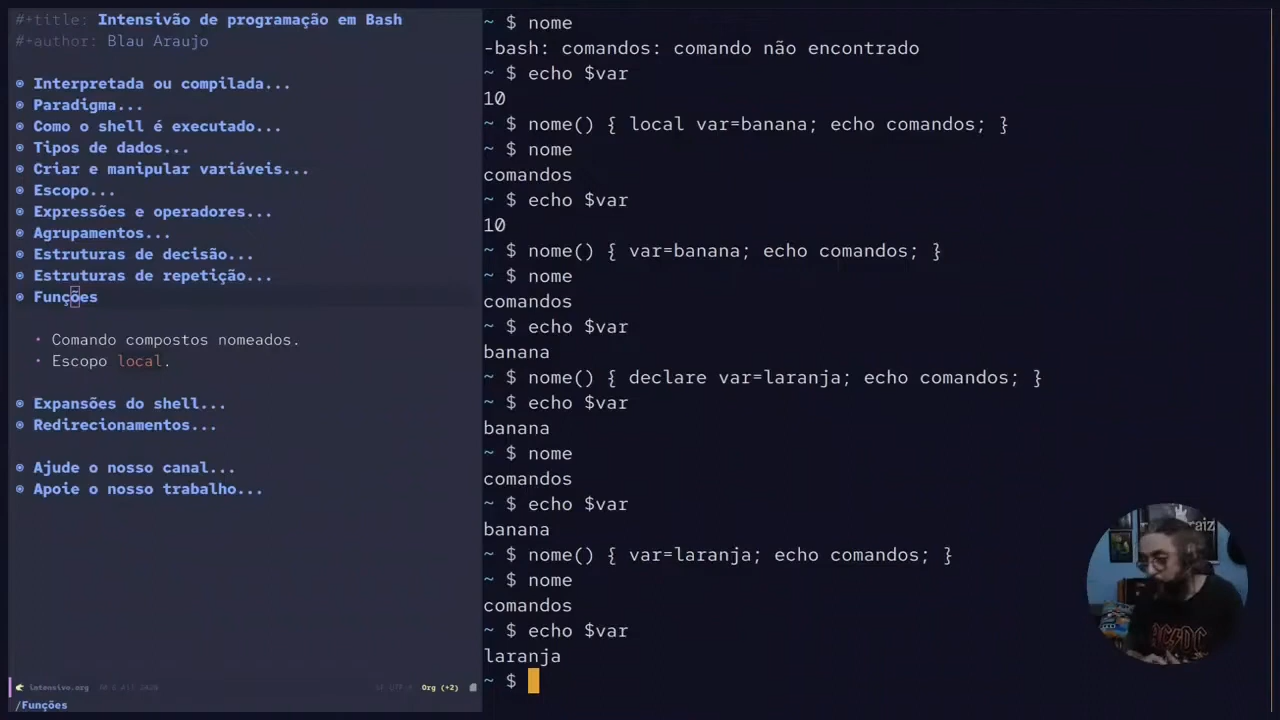 #+title: Intensivão de programação em Bash
#+author: Blau Araujo
Interpretada ou compilada...
Paradigma...
Como o shell é executado...
Tipos de dados...
Criar e manipular variáveis...
Escopo...
Expressões e operadores...
Agrupamentos...
Estruturas de decisão...
Estruturas de repetição...
Funções
• Comando compostos nomeados.
• Escopo local.
Expansões do shell...
Redirecionamentos...
Ajude o nosso canal...
Apoie o nosso trabalho...
intensivo.org
Org (+2)
/Funções
~ $ nome
-bash: comandos: comando não encontrado
~ $ echo $var
10
~ $ nome() { local var=banana; echo comandos; }
~ $ nome
comandos
~ $ echo $var
10
~ $ nome() { var=banana; echo comandos; }
~ $ nome
comandos
~ $ echo $var
banana
~ $ nome() { declare var=laranja; echo comandos; }
~ $ echo $var
banana
~ $ nome
comandos
~ $ echo $var
banana
~ $ nome() { var=laranja; echo comandos; }
~ $ nome
comandos
~ $ echo $var
laranja
~ $
raiz